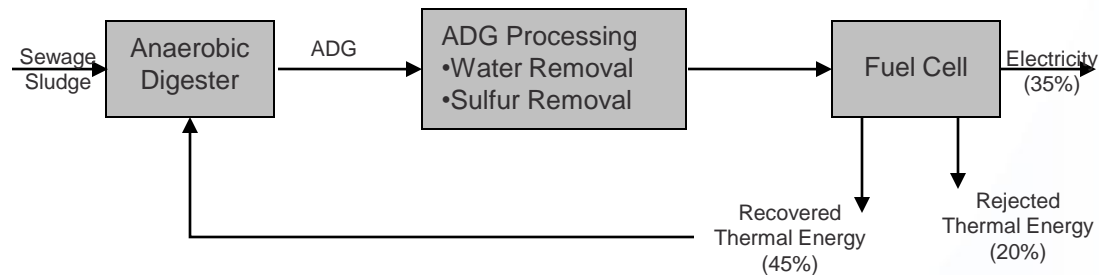 Sewage
Sludge
Anaerobic
Digester
ADG
ADG Processing
•Water Removal
•Sulfur Removal
Fuel Cell
Electricity
(35%)
Recovered
Thermal Energy
(45%)
Rejected
Thermal Energy
(20%)